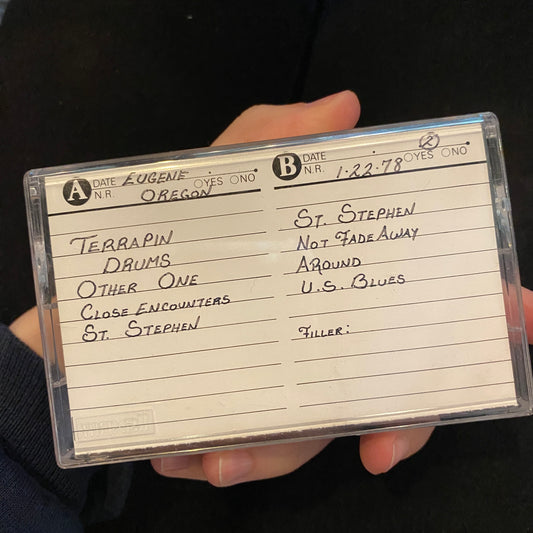 A DATE EUGENE YES NO
N.R. OREGON
TERRAPIN
DRUMS
OTHER ONE
CLOSE ENCOUNTERS
ST. STEPHEN
B DATE YES NO
N.R. 1·22·78 2
ST. STEPHEN
NOT FADE AWAY
AROUND
U.S. BLUES
FILLER: